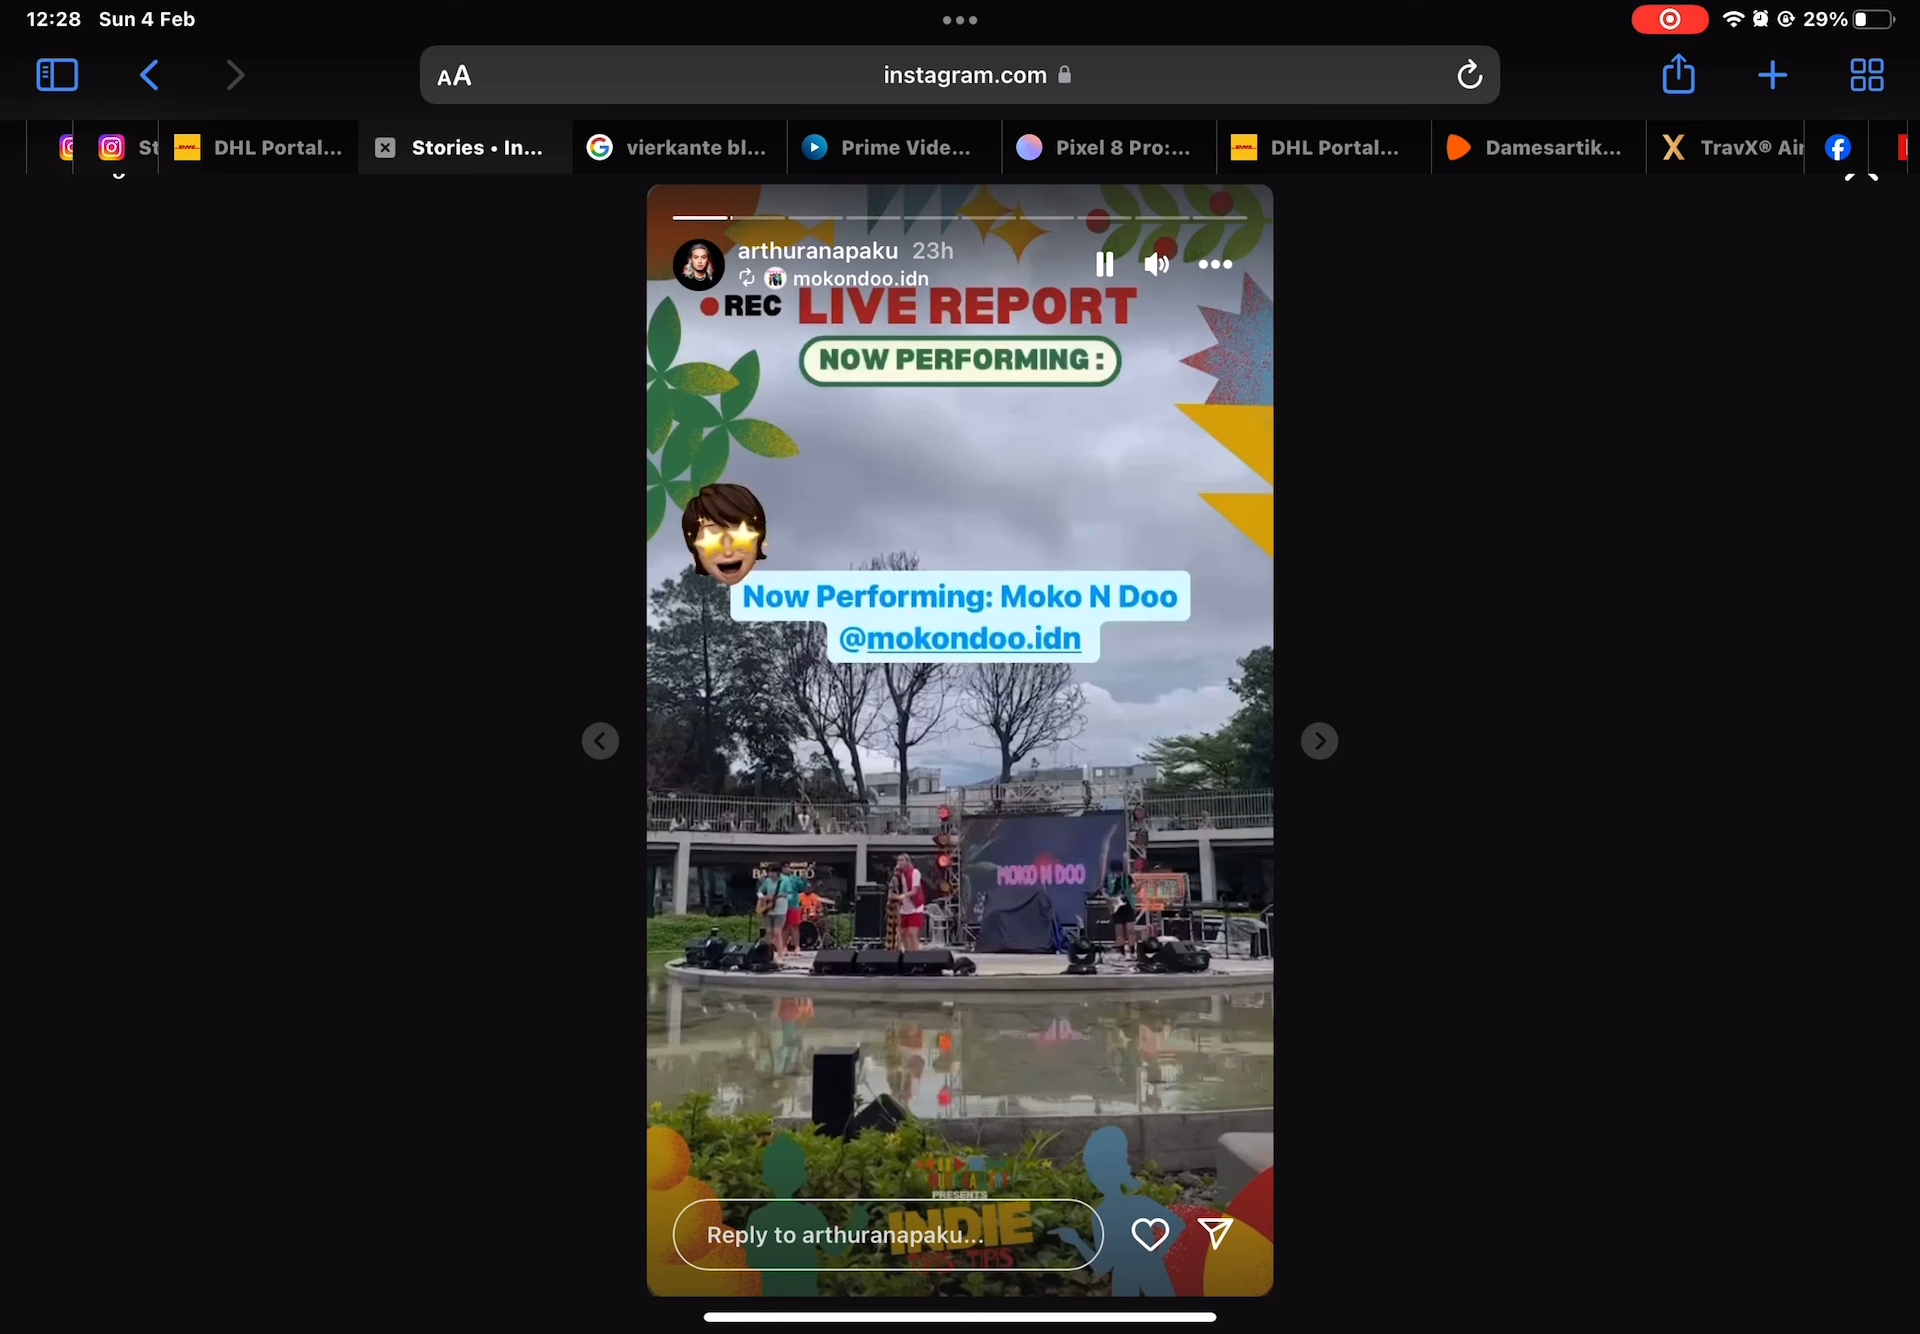 12:28 Sun 4 Feb
29%
AA
instagram.com
St
DHL Portal...
Stories • In...
vierkante bl...
Prime Vide...
Pixel 8 Pro:...
DHL Portal...
Damesartik...
TravX® Air
arthuranapaku 23h
mokondoo.idn
REC LIVE REPORT
NOW PERFORMING :
Now Performing: Moko N Doo
@mokondoo.idn
MOKO N DOO
PRESENTS
INDIE
Reply to arthuranapaku...